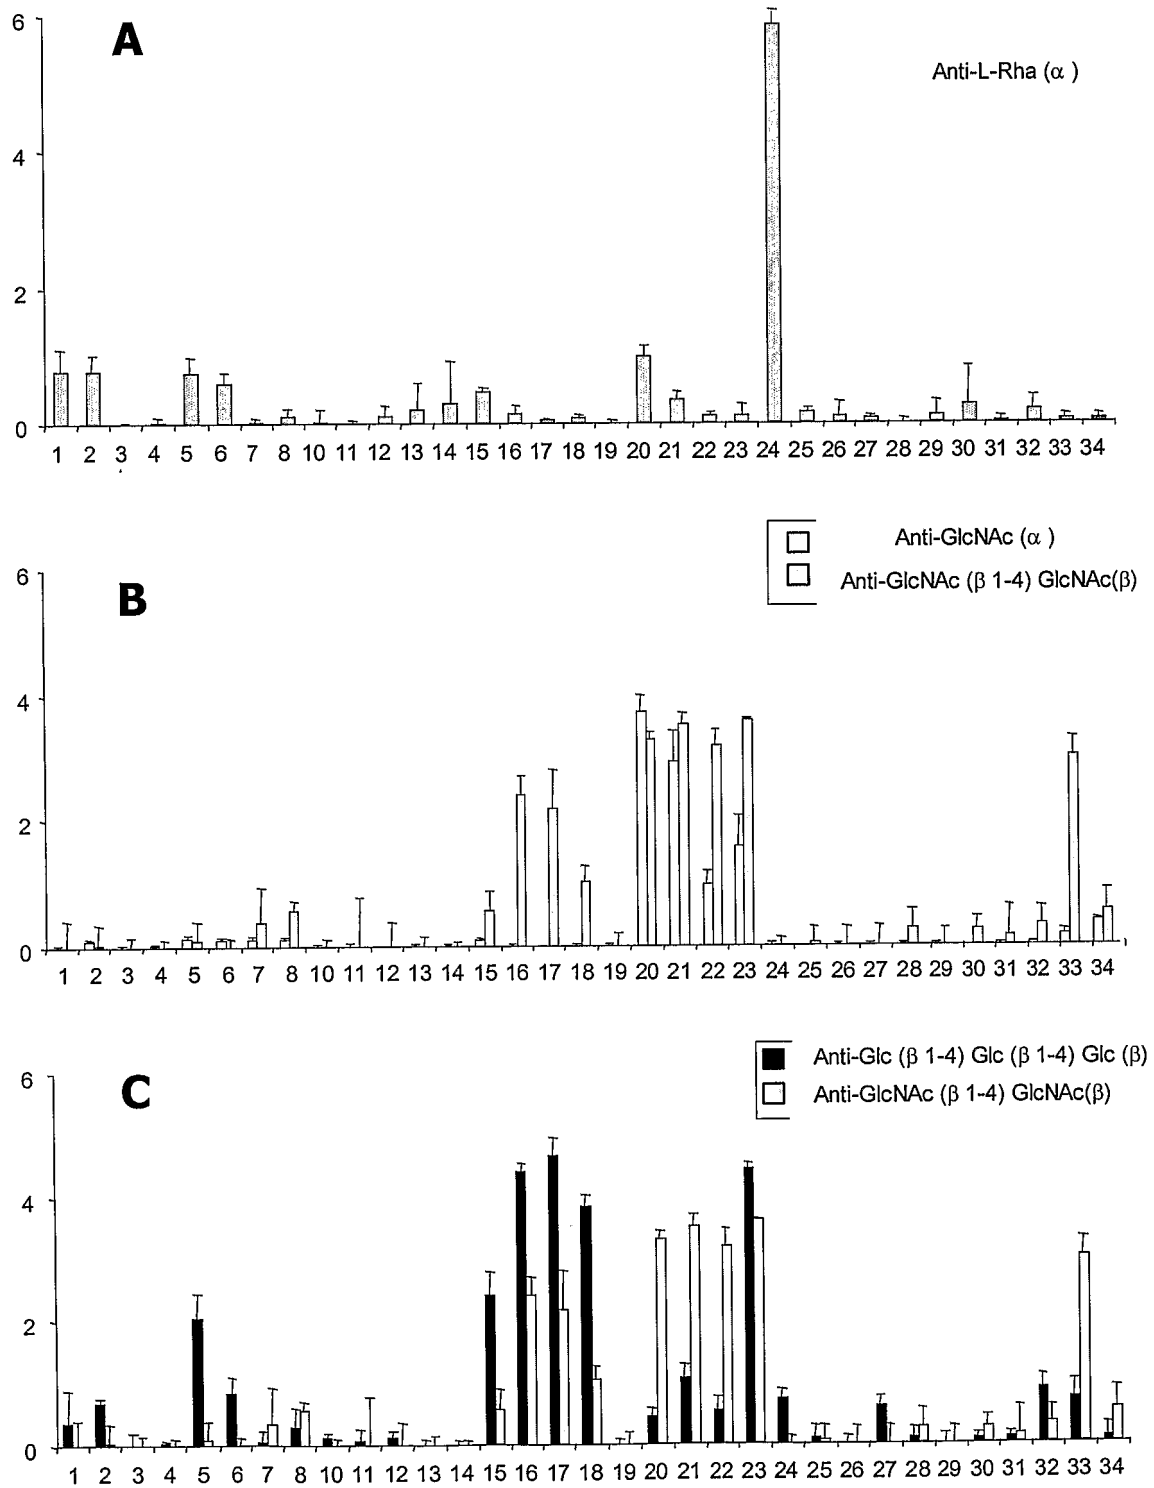 A
Anti-L-Rha (α )
6
4
2
0
1 2 3 4 5 6 7 8 10 11 12 13 14 15 16 17 18 19 20 21 22 23 24 25 26 27 28 29 30 31 32 33 34
B
Anti-GlcNAc (α )
Anti-GlcNAc (β 1-4) GlcNAc(β)
6
4
2
0
1 2 3 4 5 6 7 8 10 11 12 13 14 15 16 17 18 19 20 21 22 23 24 25 26 27 28 29 30 31 32 33 34
C
Anti-Glc (β 1-4) Glc (β 1-4) Glc (β)
Anti-GlcNAc (β 1-4) GlcNAc(β)
6
4
2
0
1 2 3 4 5 6 7 8 10 11 12 13 14 15 16 17 18 19 20 21 22 23 24 25 26 27 28 29 30 31 32 33 34